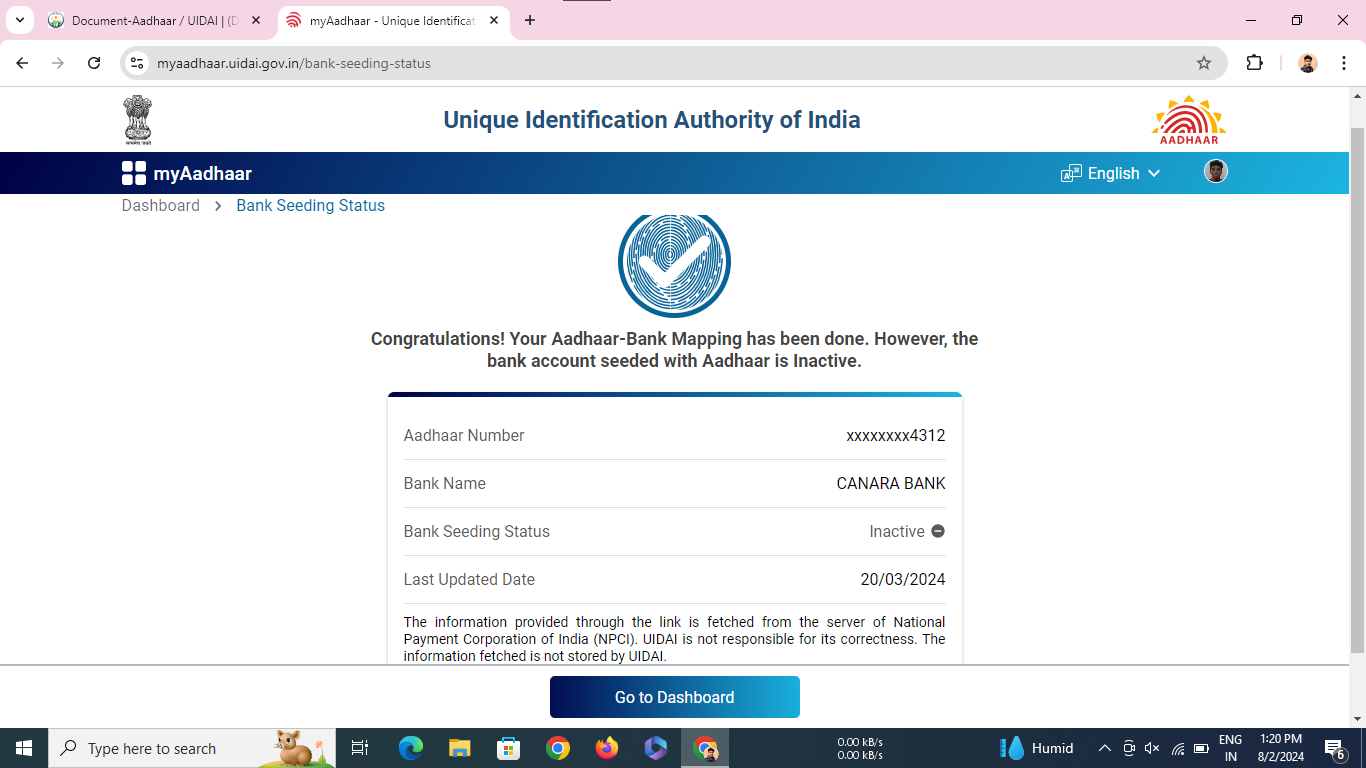 Document-Aadhaar / UIDAI | (D
myAadhaar - Unique Identificat
myaadhaar.uidai.gov.in/bank-seeding-status
सत्यमेव जयते
Unique Identification Authority of India
AADHAAR
myAadhaar
English
Dashboard > Bank Seeding Status
Congratulations! Your Aadhaar-Bank Mapping has been done. However, the
bank account seeded with Aadhaar is Inactive.
Aadhaar Number xxxxxxxx4312
Bank Name CANARA BANK
Bank Seeding Status Inactive
Last Updated Date 20/03/2024
The information provided through the link is fetched from the server of National
Payment Corporation of India (NPCI). UIDAI is not responsible for its correctness. The
information fetched is not stored by UIDAI.
Go to Dashboard
Type here to search
0.00 kB/s
0.00 kB/s
Humid
ENG
IN
1:20 PM
8/2/2024
6